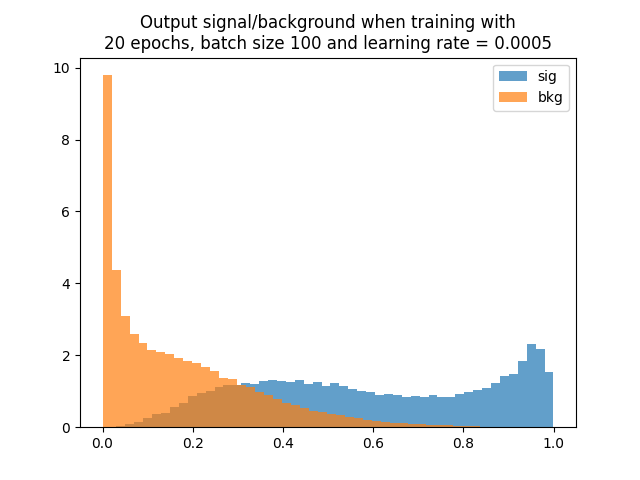 Output signal/background when training with
20 epochs, batch size 100 and learning rate = 0.0005
sig
bkg
10
8
6
4
2
0
0.0 0.2 0.4 0.6 0.8 1.0